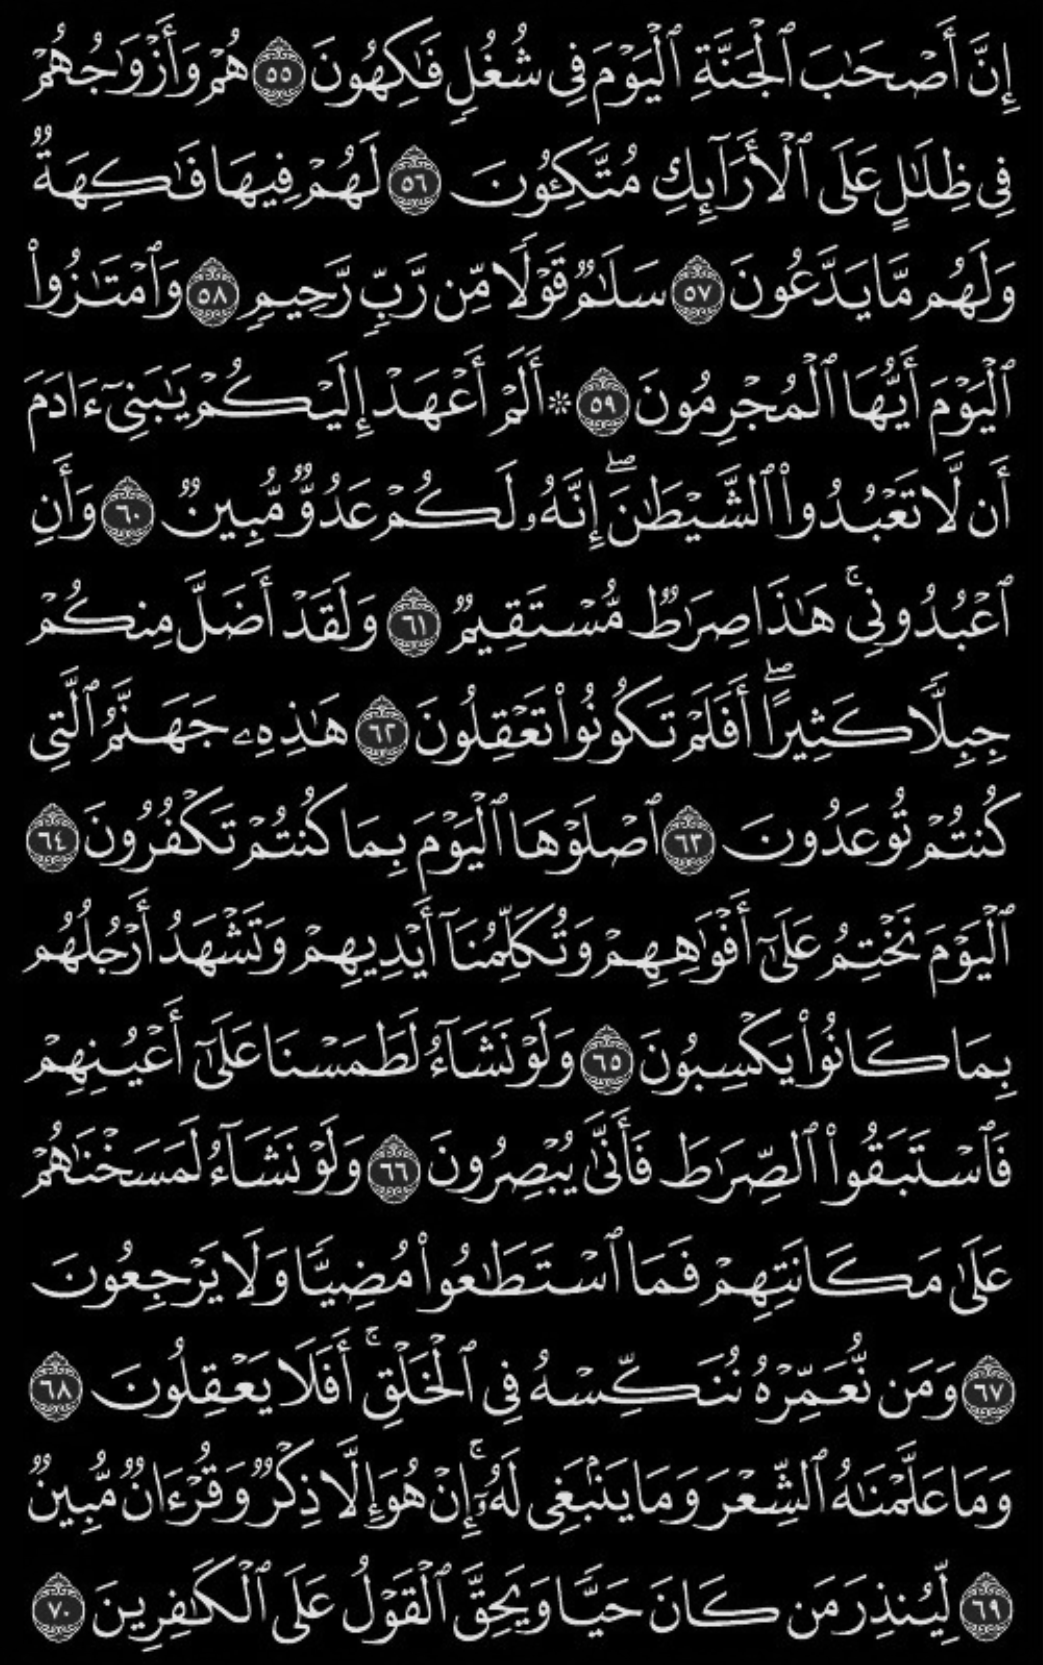 إِنَّ أَصْحَٰبَ ٱلْجَنَّةِ ٱلْيَوْمَ فِى شُغُلٍ فَٰكِهُونَ ٥٥ هُمْ وَأَزْوَٰجُهُمْ
فِى ظِلَٰلٍ عَلَى ٱلْأَرَآئِكِ مُتَّكِـُٔونَ ٥٦ لَهُمْ فِيهَا فَٰكِهَةٌ
وَلَهُم مَّا يَدَّعُونَ ٥٧ سَلَٰمٌ قَوْلًا مِّن رَّبٍّ رَّحِيمٍ ٥٨ وَٱمْتَٰزُوا۟
ٱلْيَوْمَ أَيُّهَا ٱلْمُجْرِمُونَ ٥٩ ۞ أَلَمْ أَعْهَدْ إِلَيْكُمْ يَٰبَنِىٓ ءَادَمَ
أَن لَّا تَعْبُدُوا۟ ٱلشَّيْطَٰنَ ۖ إِنَّهُۥ لَكُمْ عَدُوٌّ مُّبِينٌ ٦٠ وَأَنِ
ٱعْبُدُونِى ۚ هَٰذَا صِرَٰطٌ مُّسْتَقِيمٌ ٦١ وَلَقَدْ أَضَلَّ مِنكُمْ
جِبِلًّا كَثِيرًا ۖ أَفَلَمْ تَكُونُوا۟ تَعْقِلُونَ ٦٢ هَٰذِهِۦ جَهَنَّمُ ٱلَّتِى
كُنتُمْ تُوعَدُونَ ٦٣ ٱصْلَوْهَا ٱلْيَوْمَ بِمَا كُنتُمْ تَكْفُرُونَ ٦٤
ٱلْيَوْمَ نَخْتِمُ عَلَىٰٓ أَفْوَٰهِهِمْ وَتُكَلِّمُنَآ أَيْدِيهِمْ وَتَشْهَدُ أَرْجُلُهُم
بِمَا كَانُوا۟ يَكْسِبُونَ ٦٥ وَلَوْ نَشَآءُ لَطَمَسْنَا عَلَىٰٓ أَعْيُنِهِمْ
فَٱسْتَبَقُوا۟ ٱلصِّرَٰطَ فَأَنَّىٰ يُبْصِرُونَ ٦٦ وَلَوْ نَشَآءُ لَمَسَخْنَٰهُمْ
عَلَىٰ مَكَانَتِهِمْ فَمَا ٱسْتَطَٰعُوا۟ مُضِيًّا وَلَا يَرْجِعُونَ
٦٧ وَمَن نُّعَمِّرْهُ نُنَكِّسْهُ فِى ٱلْخَلْقِ ۚ أَفَلَا يَعْقِلُونَ ٦٨
وَمَا عَلَّمْنَٰهُ ٱلشِّعْرَ وَمَا يَنۢبَغِى لَهُۥٓ ۚ إِنْ هُوَ إِلَّا ذِكْرٌ وَقُرْءَانٌ مُّبِينٌ
٦٩ لِّيُنذِرَ مَن كَانَ حَيًّا وَيَحِقَّ ٱلْقَوْلُ عَلَى ٱلْكَٰفِرِينَ ٧٠